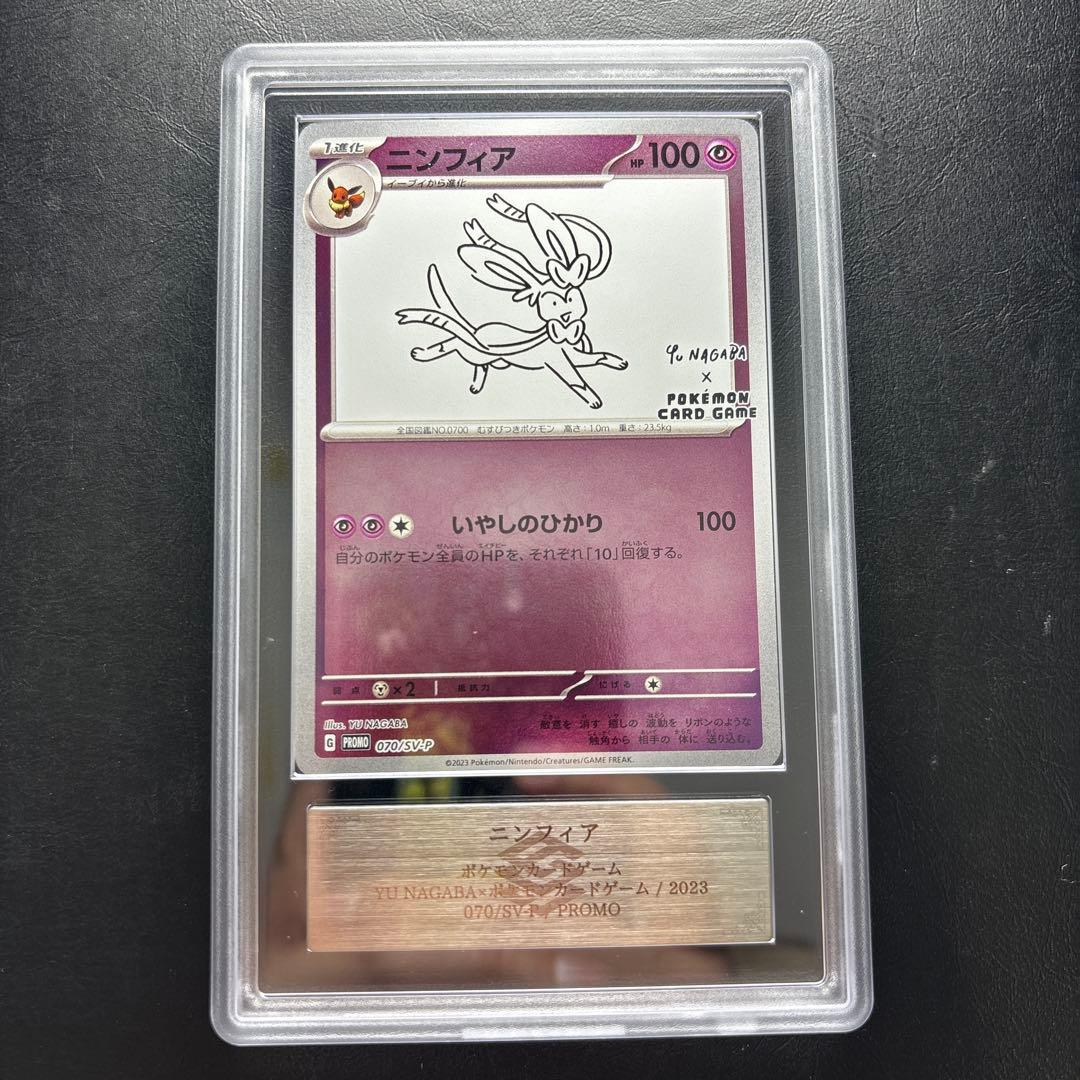 1進化
ニンフィア
HP 100
イーブイから進化
Yu NAGABA
×
POKÉMON
CARD GAME
全国図鑑NO.0700 むすびつきポケモン 高さ:1.0m 重さ:23.5kg
いやしのひかり 100
自分のポケモン全員のHPを、それぞれ「10」回復する。
弱点 ×2 抵抗力 にげる
Illus. YU NAGABA
敵意を 消す 癒しの 波動を リボンのような
触角から 相手の 体に 送り込む。
G PROMO 070/SV-P
©2023 Pokémon/Nintendo/Creatures/GAME FREAK.
ニンフィア
ポケモンカードゲーム
YU NAGABA×ポケモンカードゲーム / 2023
070/SV-P / PROMO